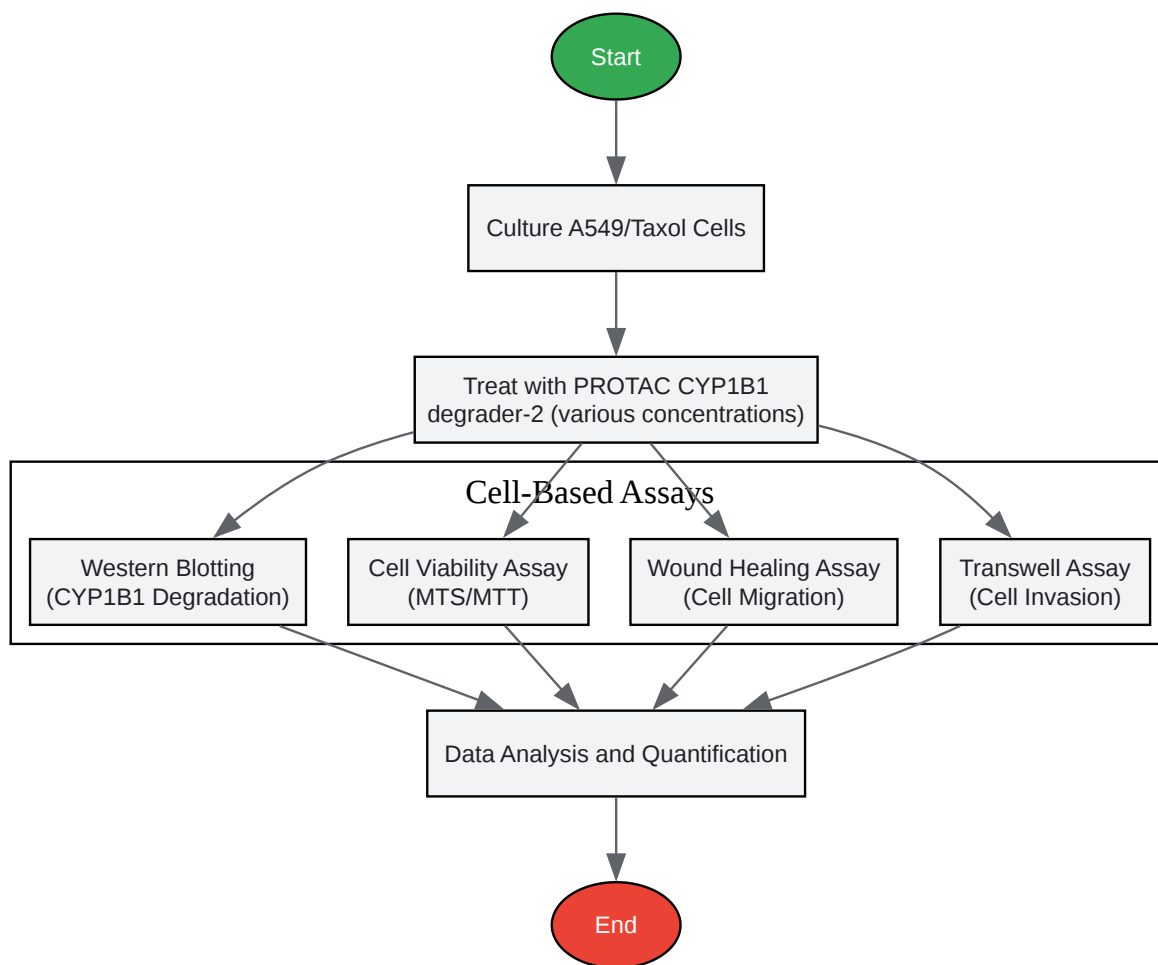 Start
Culture A549/Taxol Cells
Treat with PROTAC CYP1B1
degrader-2 (various concentrations)
Cell-Based Assays
Western Blotting
(CYP1B1 Degradation)
Cell Viability Assay
(MTS/MTT)
Wound Healing Assay
(Cell Migration)
Transwell Assay
(Cell Invasion)
Data Analysis and Quantification
End